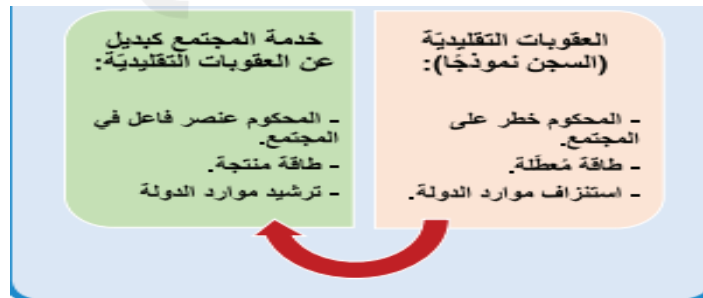 العقوبات التقليديّة
(السجن نموذجًا):
- المحكوم خطر على
المجتمع.
- طاقة مُعطّلة.
- استنزاف موارد الدولة.
خدمة المجتمع كبديل
عن العقوبات التقليديّة:
- المحكوم عنصر فاعل في
المجتمع.
- طاقة منتجة.
- ترشيد موارد الدولة